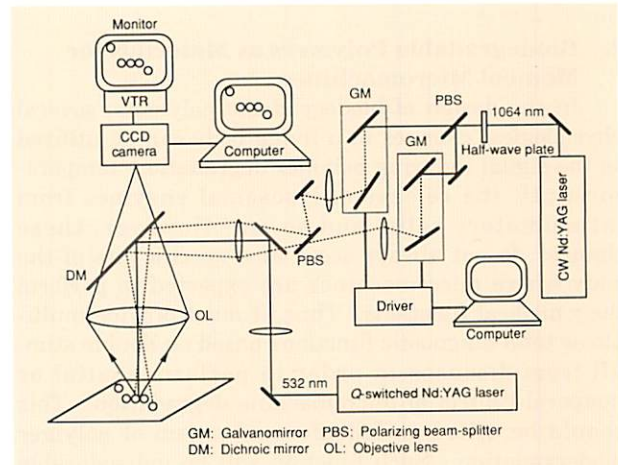 Monitor
VTR
CCD
camera
Computer
GM
PBS
1064 nm
GM
Half-wave plate
CW Nd:YAG laser
DM
PBS
OL
Driver
Computer
532 nm
Q-switched Nd:YAG laser
GM: Galvanomirror PBS: Polarizing beam-splitter
DM: Dichroic mirror OL: Objective lens